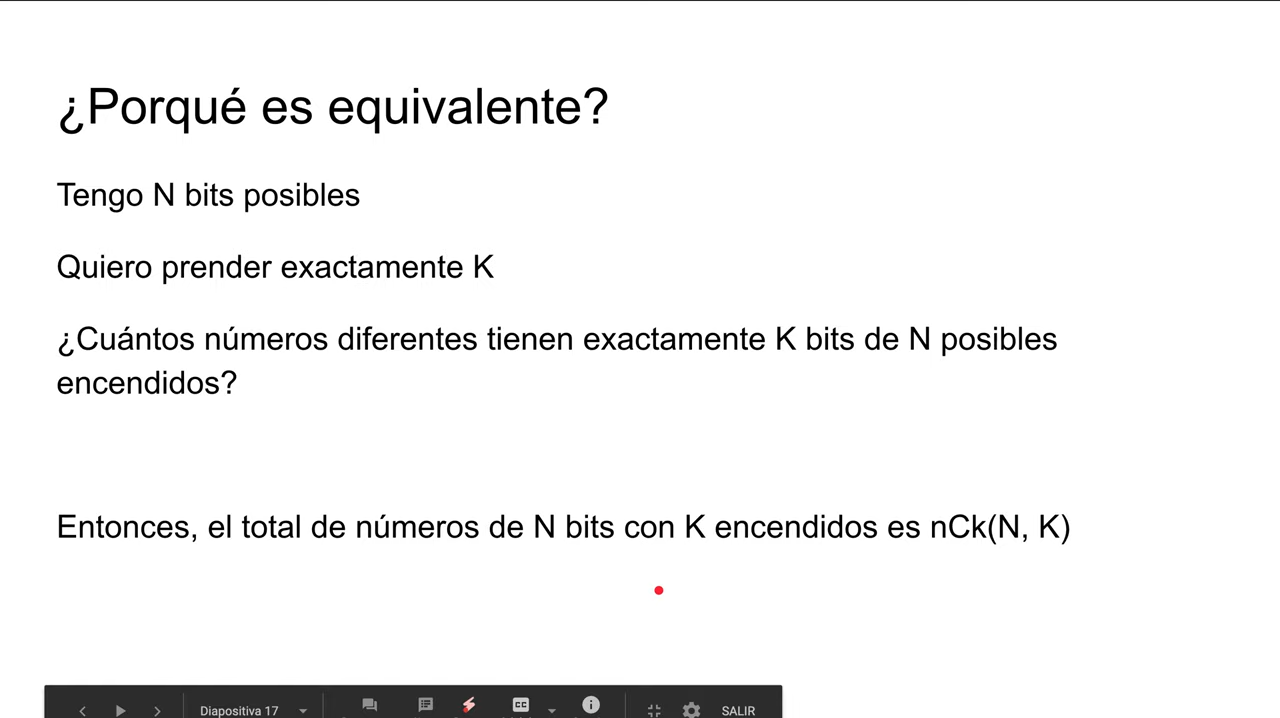 ¿Porqué es equivalente?
Tengo N bits posibles
Quiero prender exactamente K
¿Cuántos números diferentes tienen exactamente K bits de N posibles
encendidos?
Entonces, el total de números de N bits con K encendidos es nCk(N, K)
Diapositiva 17
CC
SALIR